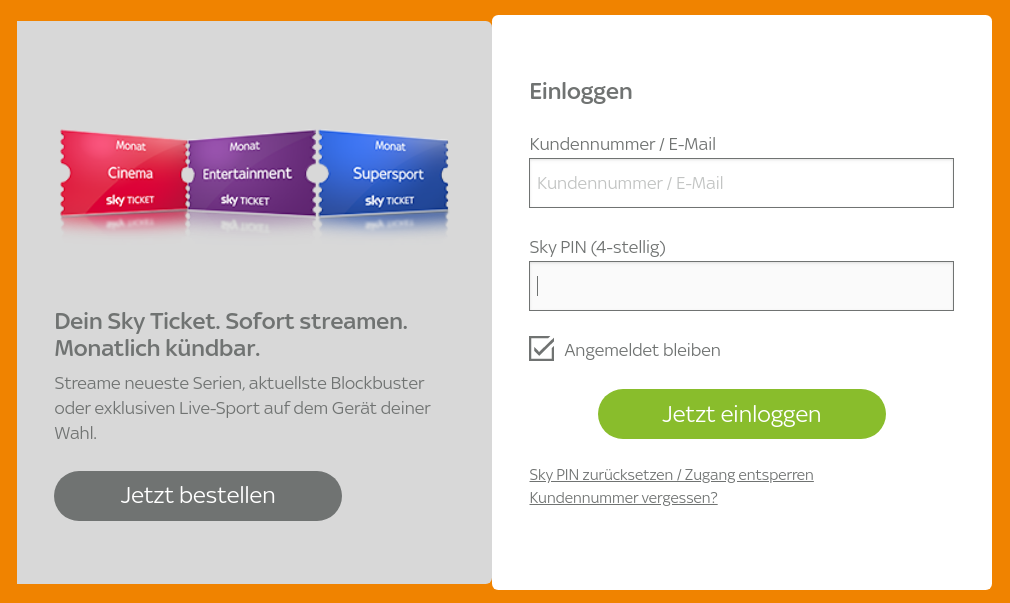 Monat
Cinema
sky TICKET
Monat
Entertainment
sky TICKET
Monat
Supersport
sky TICKET
Dein Sky Ticket. Sofort streamen.
Monatlich kündbar.
Streame neueste Serien, aktuellste Blockbuster
oder exklusiven Live-Sport auf dem Gerät deiner
Wahl.
Jetzt bestellen
Einloggen
Kundennummer / E-Mail
Kundennummer / E-Mail
Sky PIN (4-stellig)
Angemeldet bleiben
Jetzt einloggen
Sky PIN zurücksetzen / Zugang entsperren
Kundennummer vergessen?